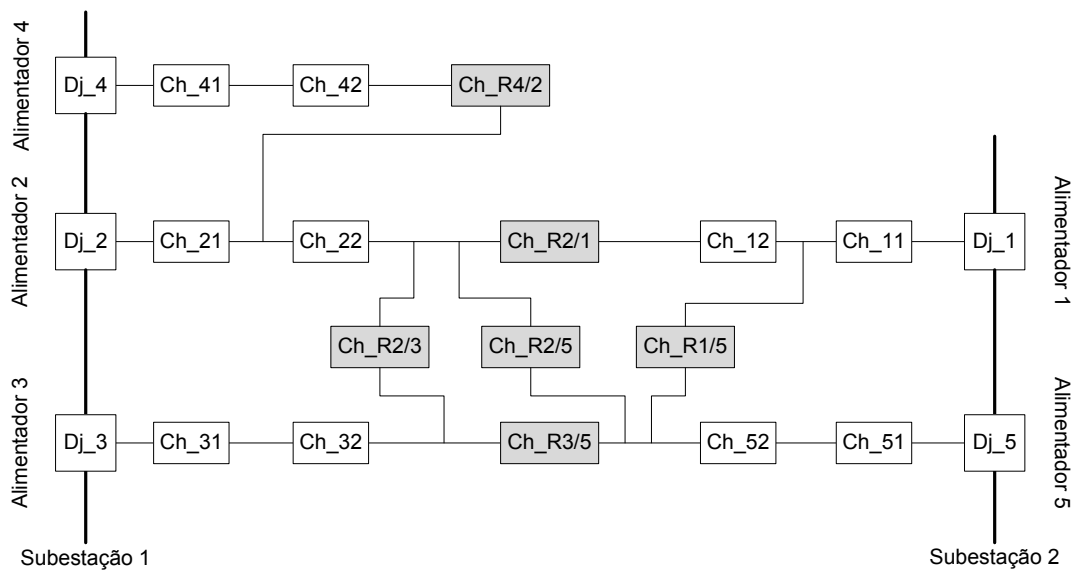 Alimentador 4
Dj_4
Ch_41
Ch_42
Ch_R4/2
Alimentador 2
Dj_2
Ch_21
Ch_22
Ch_R2/1
Ch_12
Ch_11
Dj_1
Alimentador 1
Ch_R2/3
Ch_R2/5
Ch_R1/5
Alimentador 3
Dj_3
Ch_31
Ch_32
Ch_R3/5
Ch_52
Ch_51
Dj_5
Alimentador 5
Subestação 1
Subestação 2